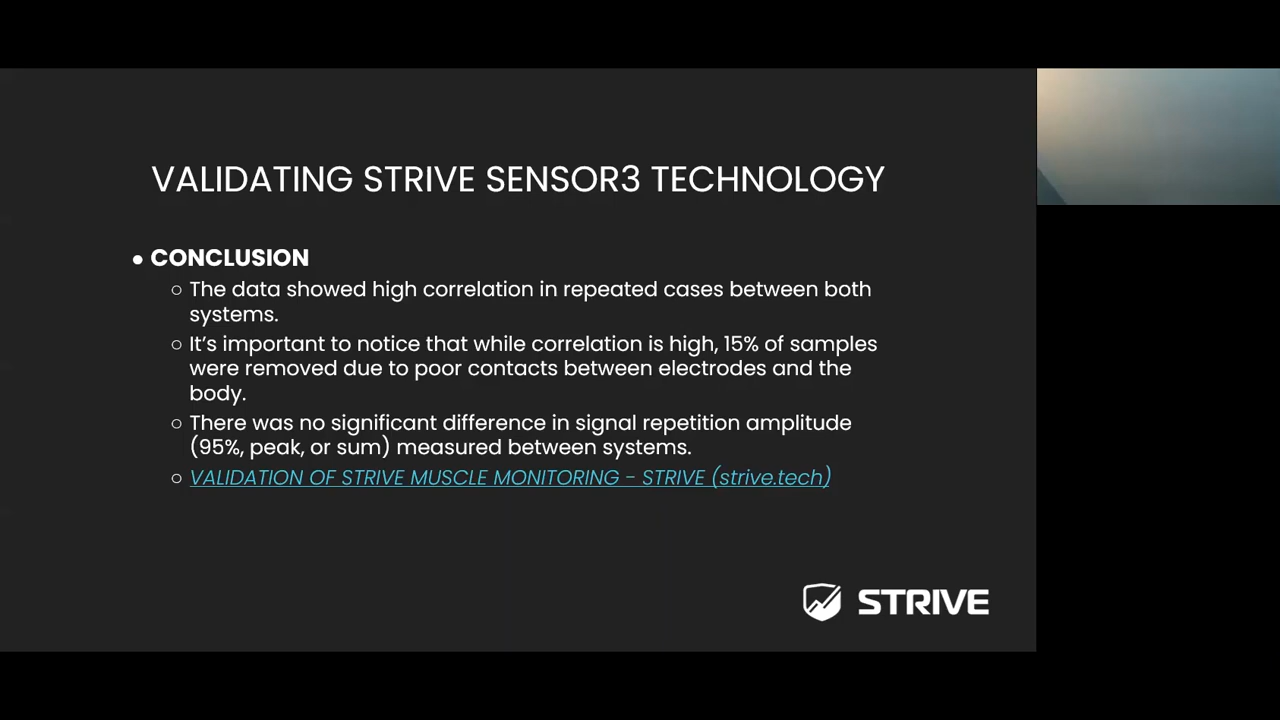 VALIDATING STRIVE SENSOR3 TECHNOLOGY
● CONCLUSION
○ The data showed high correlation in repeated cases between both
systems.
○ It’s important to notice that while correlation is high, 15% of samples
were removed due to poor contacts between electrodes and the
body.
○ There was no significant difference in signal repetition amplitude
(95%, peak, or sum) measured between systems.
○ VALIDATION OF STRIVE MUSCLE MONITORING - STRIVE (strive.tech)
STRIVE